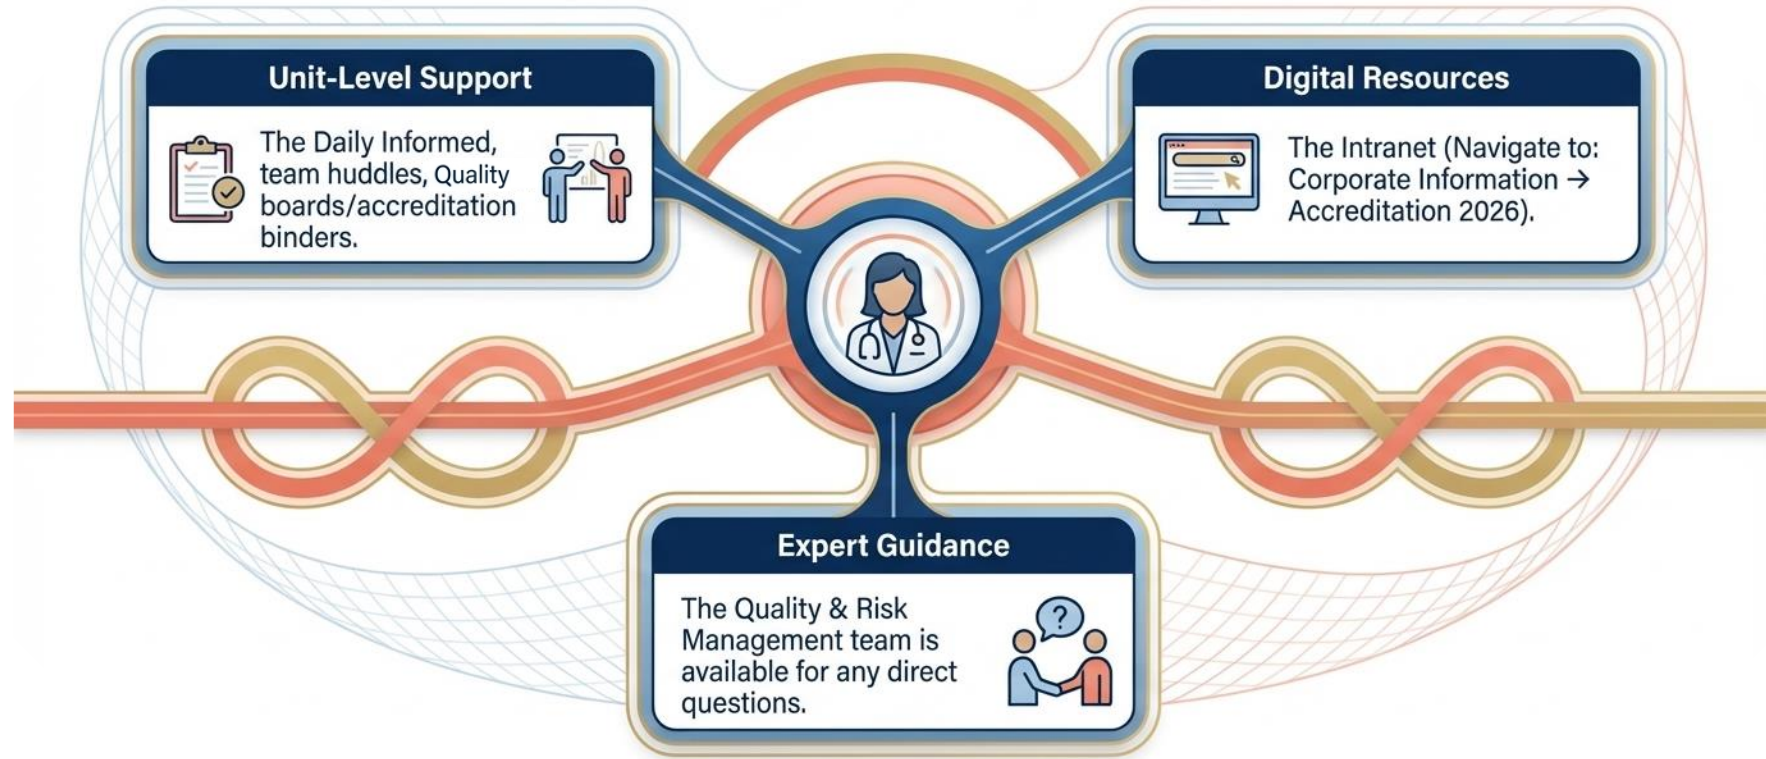 Unit-Level Support
The Daily Informed,
team huddles, Quality
boards/accreditation
binders.
Digital Resources
The Intranet (Navigate to:
Corporate Information →
Accreditation 2026).
Expert Guidance
The Quality & Risk
Management team is
available for any direct
questions.
?